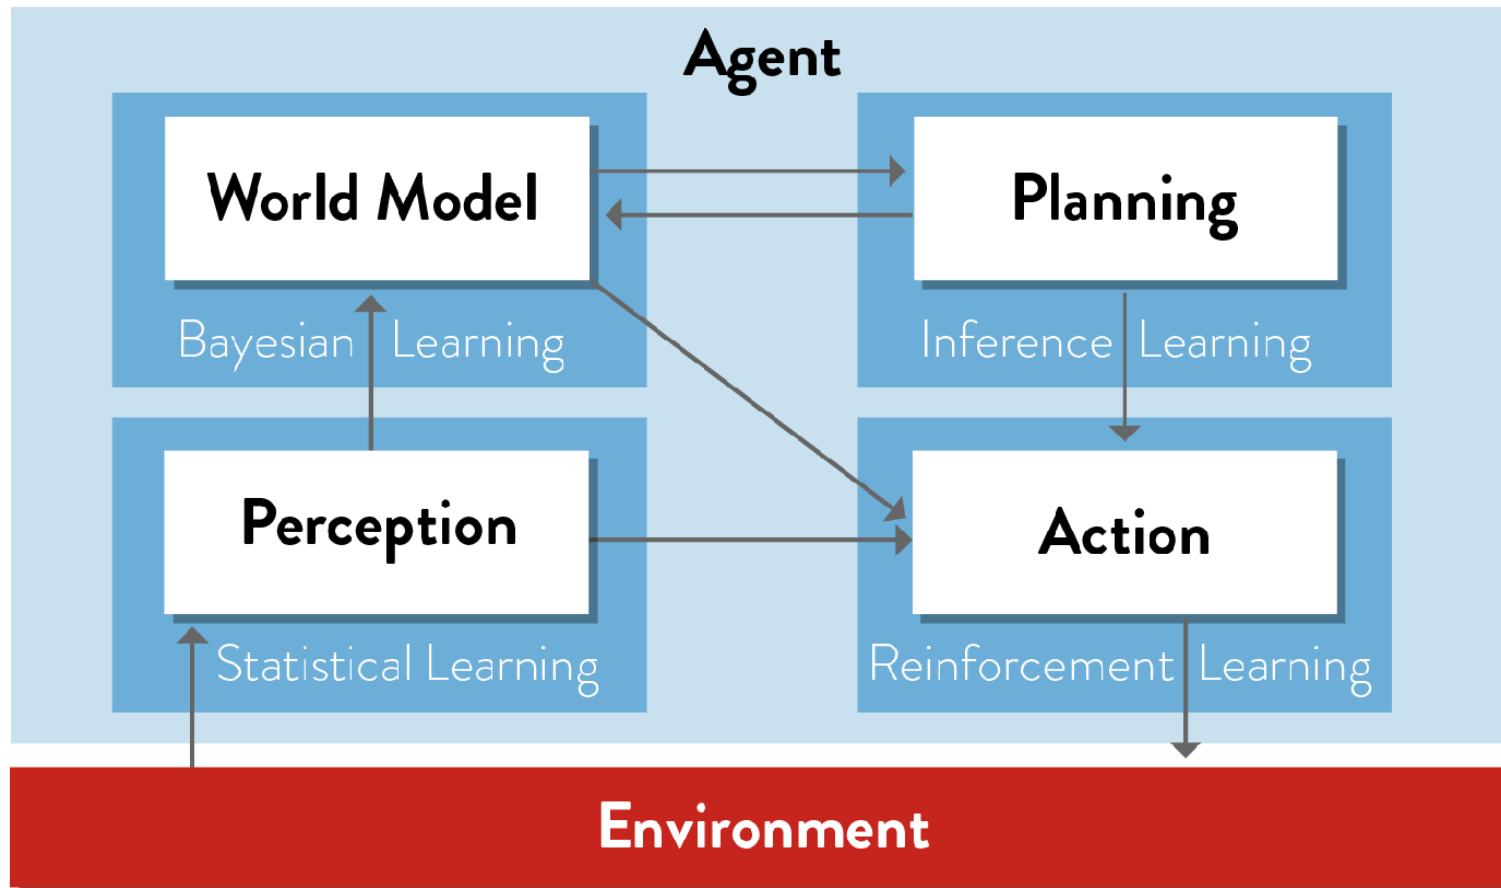 Agent
World Model
Planning
Bayesian Learning
Inference Learning
Perception
Action
Statistical Learning
Reinforcement Learning
Environment